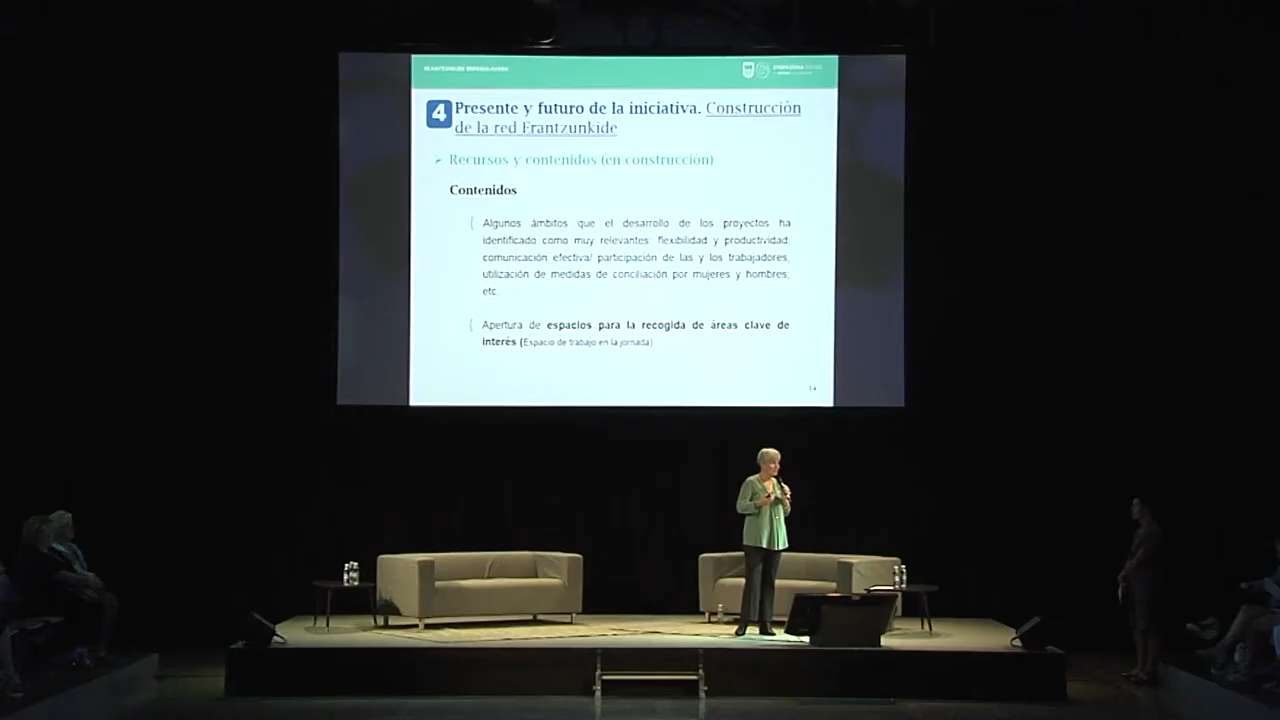 4 Presente y futuro de la iniciativa. Construcción
de la red Erantzunkide
➢ Recursos y contenidos (en construcción)
Contenidos
Algunos ámbitos que el desarrollo de los proyectos ha
identificado como muy relevantes: flexibilidad y productividad,
comunicación efectiva/ participación de las y los trabajadores,
utilización de medidas de conciliación por mujeres y hombres,
etc.
Apertura de espacios para la recogida de áreas clave de
interés (Espacio de trabajo en la jornada)
14